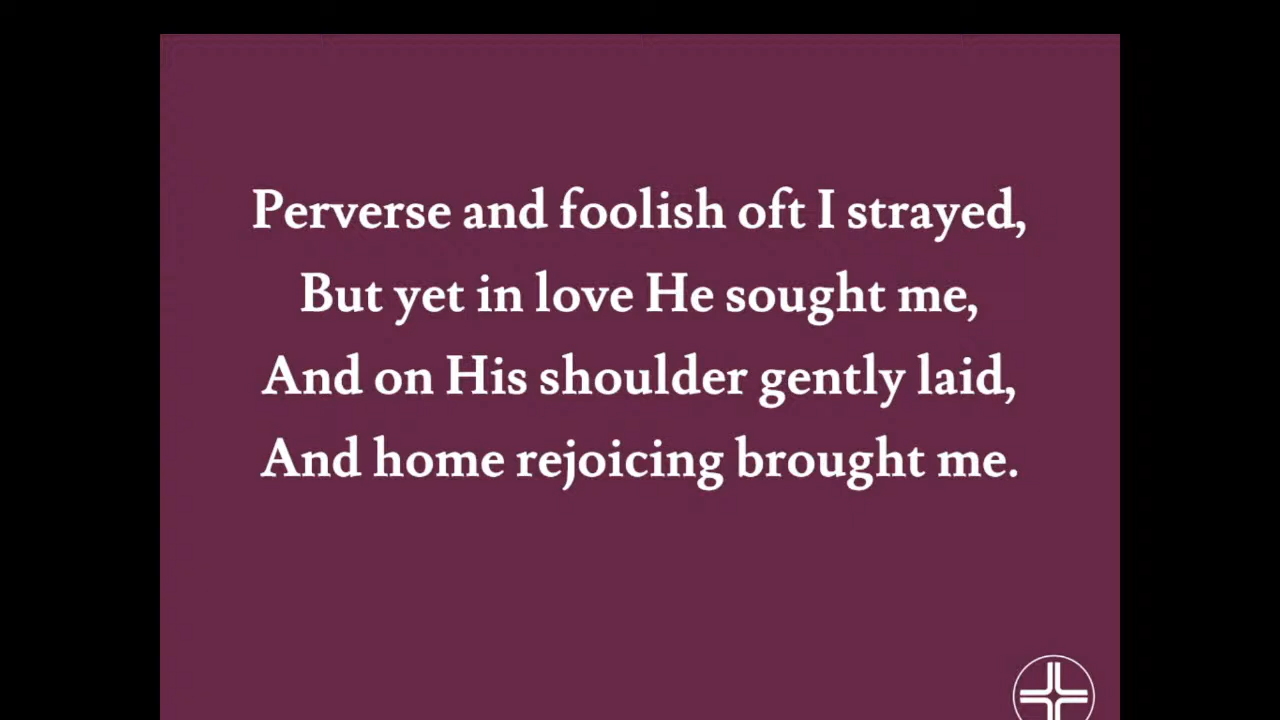 Perverse and foolish oft I strayed,
But yet in love He sought me,
And on His shoulder gently laid,
And home rejoicing brought me.